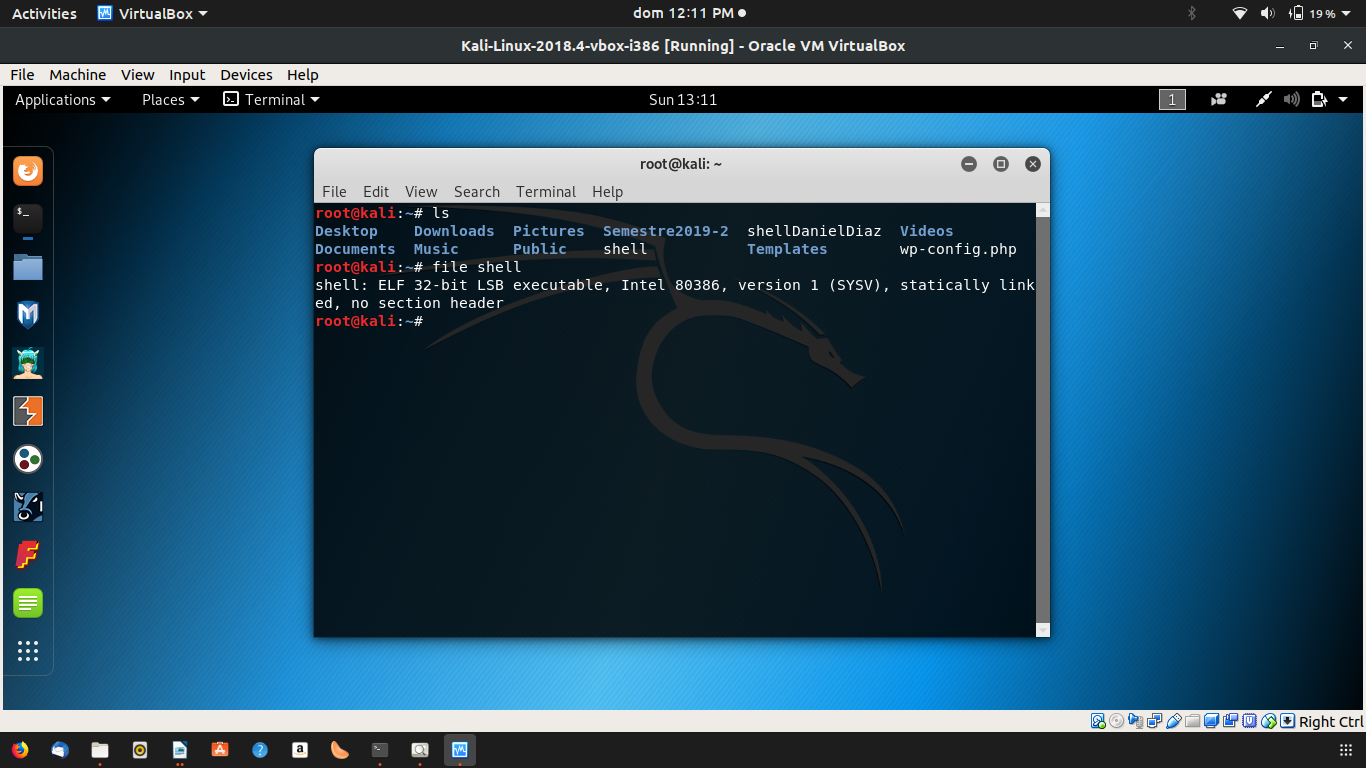 Activities VirtualBox dom 12:11 PM 19 %
Kali-Linux-2018.4-vbox-i386 [Running] - Oracle VM VirtualBox
File Machine View Input Devices Help
Applications Places Terminal Sun 13:11 1
root@kali: ~
File Edit View Search Terminal Help
root@kali:~# ls
Desktop Downloads Pictures Semestre2019-2 shellDanielDiaz Videos
Documents Music Public shell Templates wp-config.php
root@kali:~# file shell
shell: ELF 32-bit LSB executable, Intel 80386, version 1 (SYSV), statically link
ed, no section header
root@kali:~#
Right Ctrl